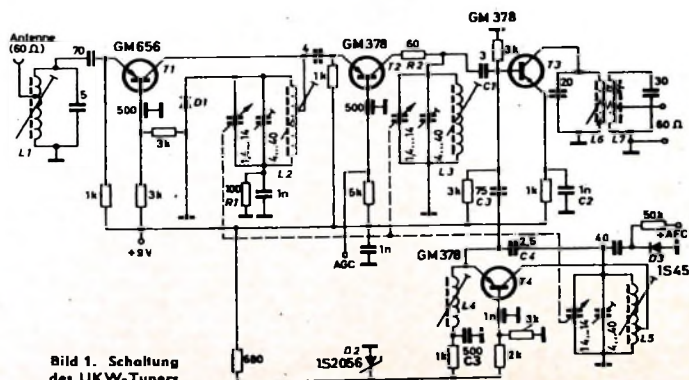 GM 378
Antenne
(60 Ω)
70
GM656
T1
4
GM378
60
R2
T2
3
3k
C1
T3
5
L1
500
D1
3k
1k
3k
+9V
1,4...14
4...40
L2
100
R1
1n
1k
500
5k
AGC
1n
1,4...14
4...40
L3
3k
75
C3
20
L6
L7
30
60 Ω
1k
1n
C2
GM378
2,5
C4
40
50k
+AFC
D3
1S45
T4
L4
1n
3k
1k
500
C3
2k
1,4...14
4...40
L5
680
D2
1S2056
Bild 1. Schaltung
des UKW-Tuners